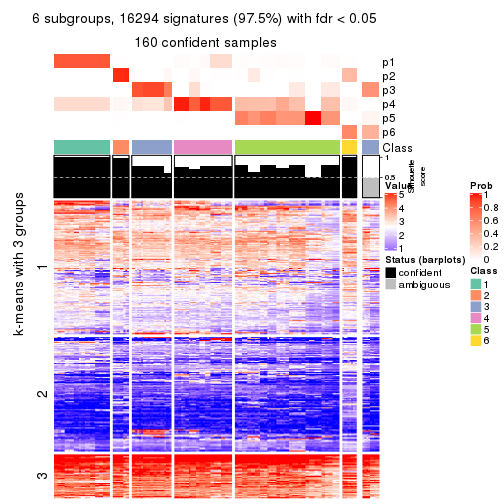 6 subgroups, 16294 signatures (97.5%) with fdr < 0.05
160 confident samples
p1
p2
p3
p4
p5
p6
Class
1
0.5
Silhouette
score
k-means with 3 groups
1
2
3
Value
5
4
3
2
1
Status (barplots)
confident
ambiguous
Prob
1
0.8
0.6
0.4
0.2
0
Class
1
2
3
4
5
6